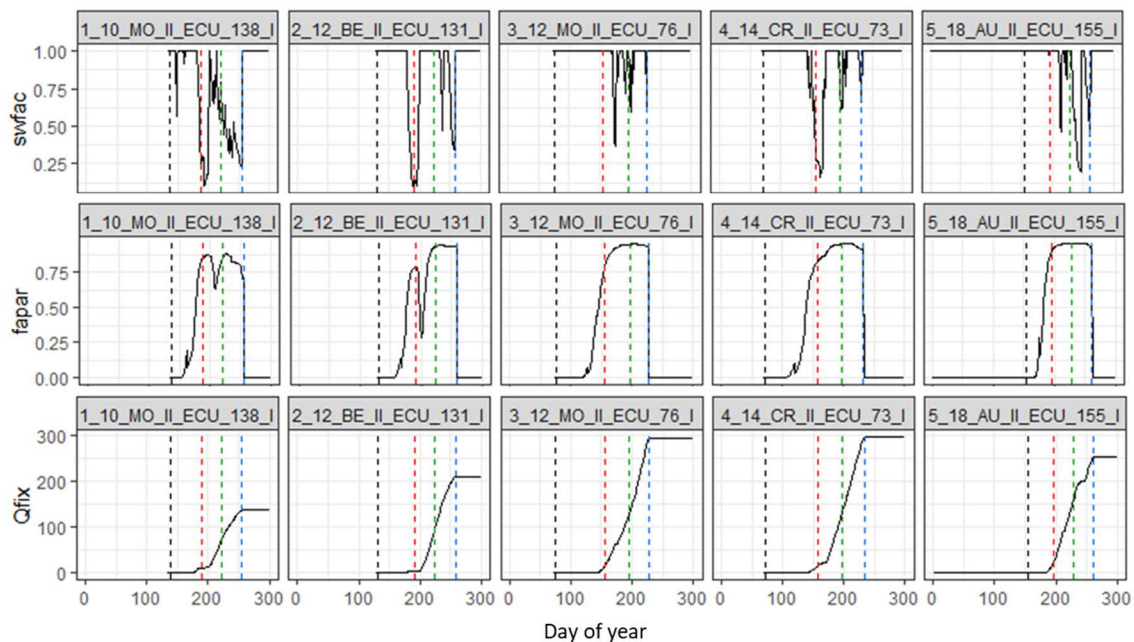 1_10_MO_II_ECU_138_I 2_12_BE_II_ECU_131_I 3_12_MO_II_ECU_76_I 4_14_CR_II_ECU_73_I 5_18_AU_II_ECU_155_I
1.00
0.75
0.50
0.25
swfac
1_10_MO_II_ECU_138_I 2_12_BE_II_ECU_131_I 3_12_MO_II_ECU_76_I 4_14_CR_II_ECU_73_I 5_18_AU_II_ECU_155_I
0.75
0.50
0.25
0.00
fapar
1_10_MO_II_ECU_138_I 2_12_BE_II_ECU_131_I 3_12_MO_II_ECU_76_I 4_14_CR_II_ECU_73_I 5_18_AU_II_ECU_155_I
300
200
100
0
Qfix
0 100 200 300 0 100 200 300 0 100 200 300 0 100 200 300 0 100 200 300
Day of year